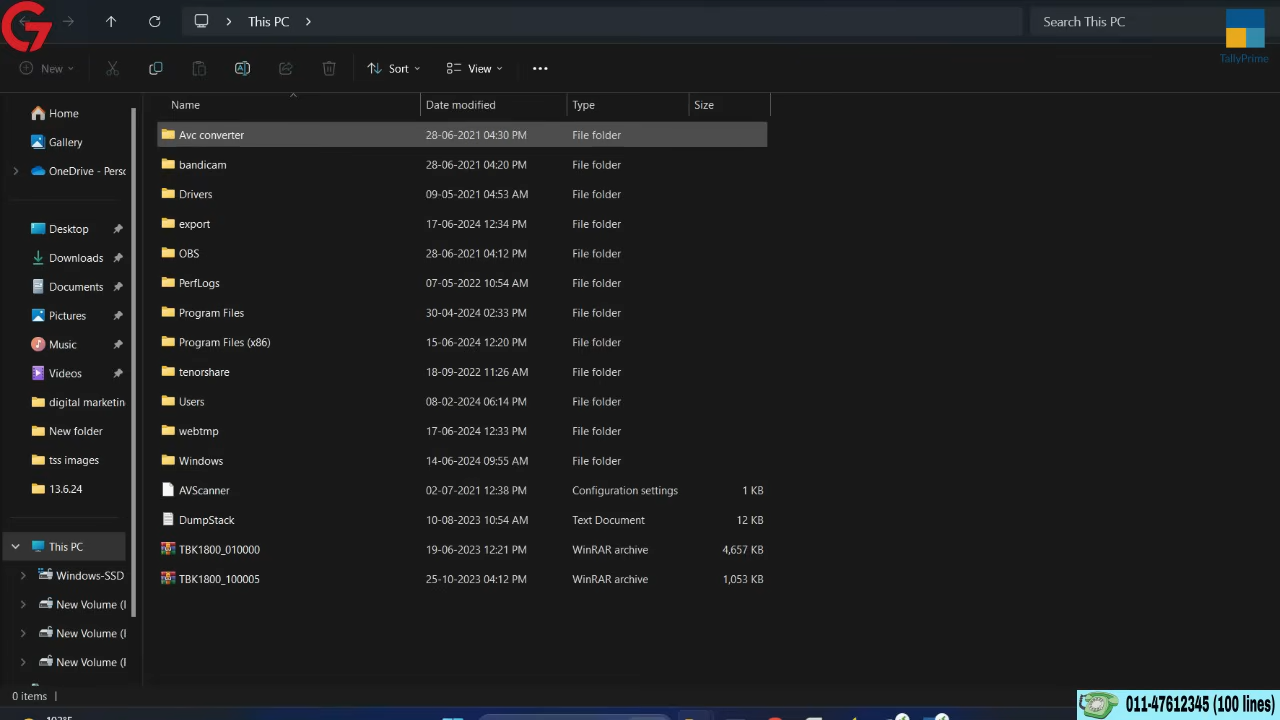 This PC
Search This PC
TallyPrime
New
Sort
View
Name
Date modified
Type
Size
Home
Gallery
OneDrive - Perso
Desktop
Downloads
Documents
Pictures
Music
Videos
digital marketin
New folder
tss images
13.6.24
This PC
Windows-SSD
New Volume (
New Volume (
New Volume (
Avc converter 28-06-2021 04:30 PM File folder
bandicam 28-06-2021 04:20 PM File folder
Drivers 09-05-2021 04:53 AM File folder
export 17-06-2024 12:34 PM File folder
OBS 28-06-2021 04:12 PM File folder
PerfLogs 07-05-2022 10:54 AM File folder
Program Files 30-04-2024 02:33 PM File folder
Program Files (x86) 15-06-2024 12:20 PM File folder
tenorshare 18-09-2022 11:26 AM File folder
Users 08-02-2024 06:14 PM File folder
webtmp 17-06-2024 12:33 PM File folder
Windows 14-06-2024 09:55 AM File folder
AVScanner 02-07-2021 12:38 PM Configuration settings 1 KB
DumpStack 10-08-2023 10:54 AM Text Document 12 KB
TBK1800_010000 19-06-2023 12:21 PM WinRAR archive 4,657 KB
TBK1800_100005 25-10-2023 04:12 PM WinRAR archive 1,053 KB
0 items
011-47612345 (100 lines)